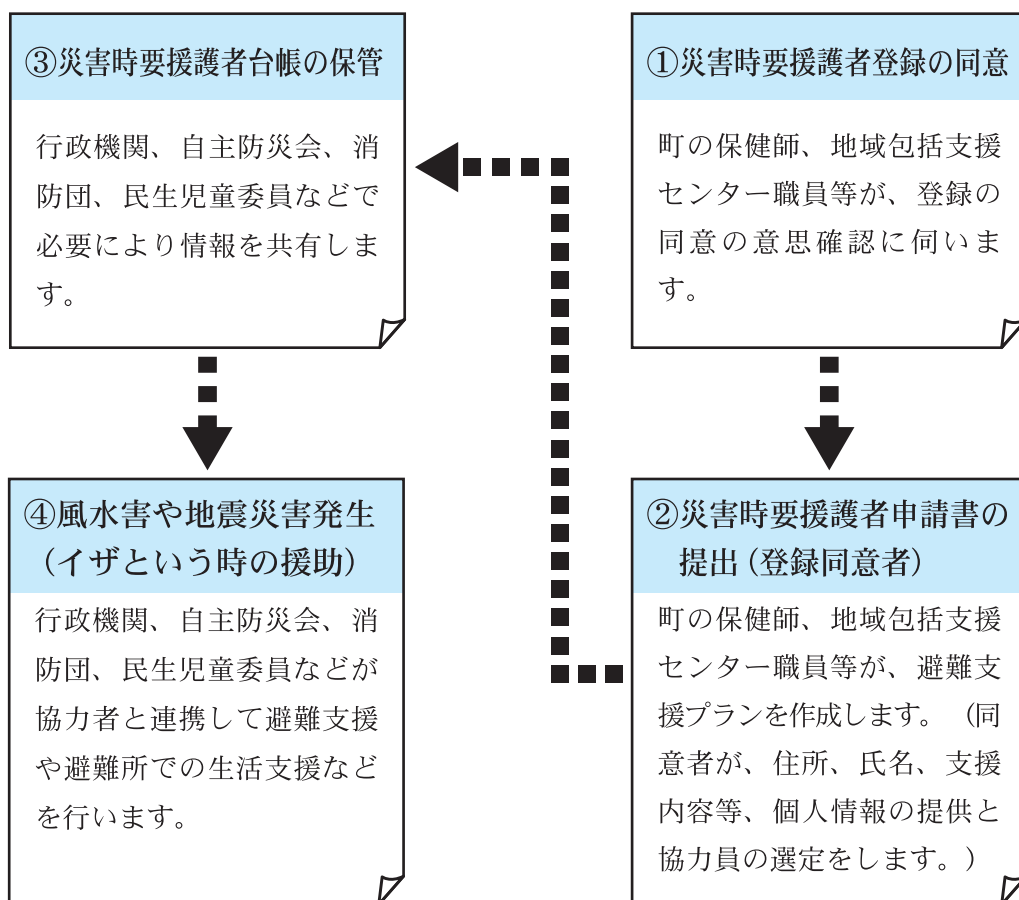 ①災害時要援護者登録の同意
町の保健師、地域包括支援
センター職員等が、登録の
同意の意思確認に伺いま
す。
②災害時要援護者申請書の
提出（登録同意者）
町の保健師、地域包括支援
センター職員等が、避難支
援プランを作成します。（同
意者が、住所、氏名、支援
内容等、個人情報の提供と
協力員の選定をします。）
③災害時要援護者台帳の保管
行政機関、自主防災会、消
防団、民生児童委員などで
必要により情報を共有しま
す。
④風水害や地震災害発生
（イザという時の援助）
行政機関、自主防災会、消
防団、民生児童委員などが
協力者と連携して避難支援
や避難所での生活支援など
を行います。